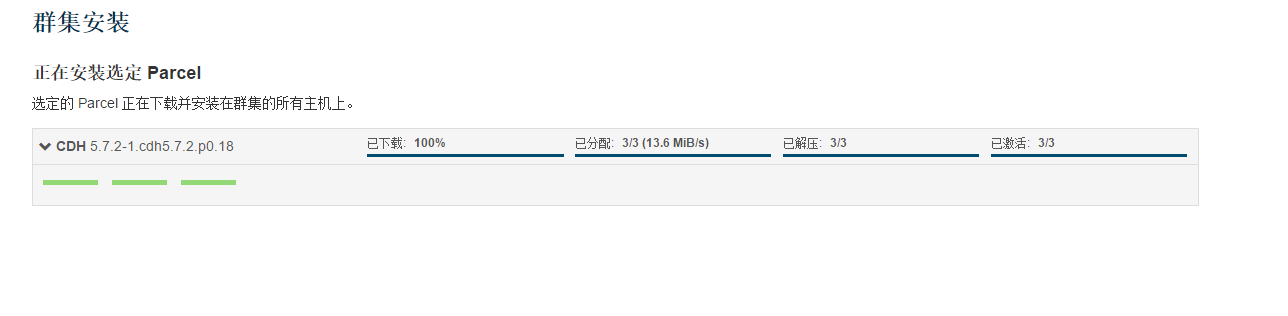 群集安装
正在安装选定 Parcel
选定的 Parcel 正在下载并安装在群集的所有主机上。
CDH 5.7.2-1.cdh5.7.2.p0.18 已下载: 100% 已分配: 3/3 (13.6 MiB/s) 已解压: 3/3 已激活: 3/3